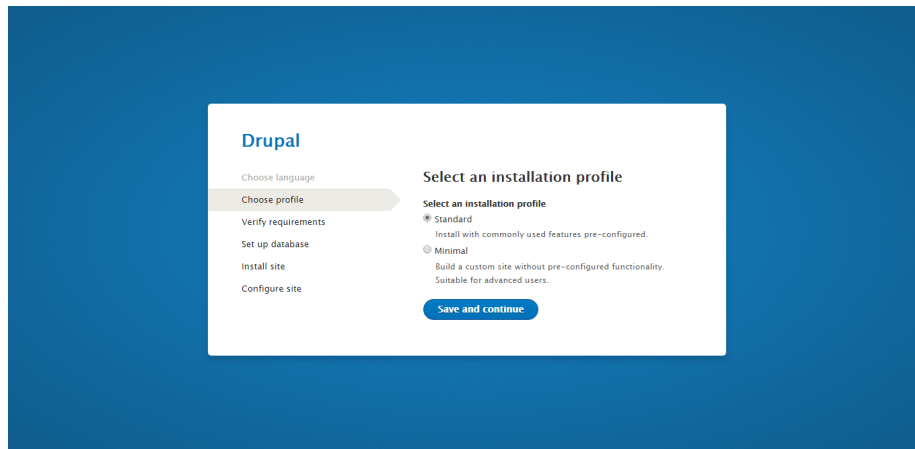 Drupal
Choose language
Choose profile
Verify requirements
Set up database
Install site
Configure site
Select an installation profile
Select an installation profile
Standard
Install with commonly used features pre-configured.
Minimal
Build a custom site without pre-configured functionality.
Suitable for advanced users.
Save and continue